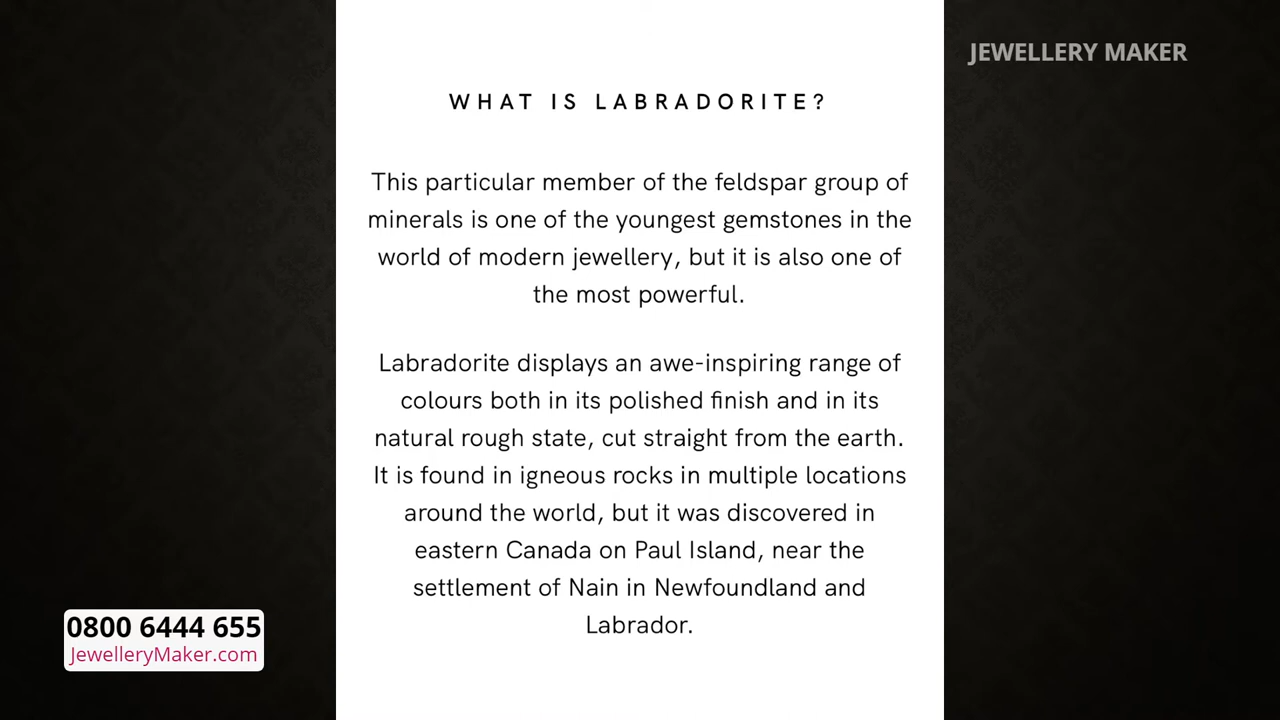 JEWELLERY MAKER
WHAT IS LABRADORITE?
This particular member of the feldspar group of
minerals is one of the youngest gemstones in the
world of modern jewellery, but it is also one of
the most powerful.
Labradorite displays an awe-inspiring range of
colours both in its polished finish and in its
natural rough state, cut straight from the earth.
It is found in igneous rocks in multiple locations
around the world, but it was discovered in
eastern Canada on Paul Island, near the
settlement of Nain in Newfoundland and
Labrador.
0800 6444 655
JewelleryMaker.com